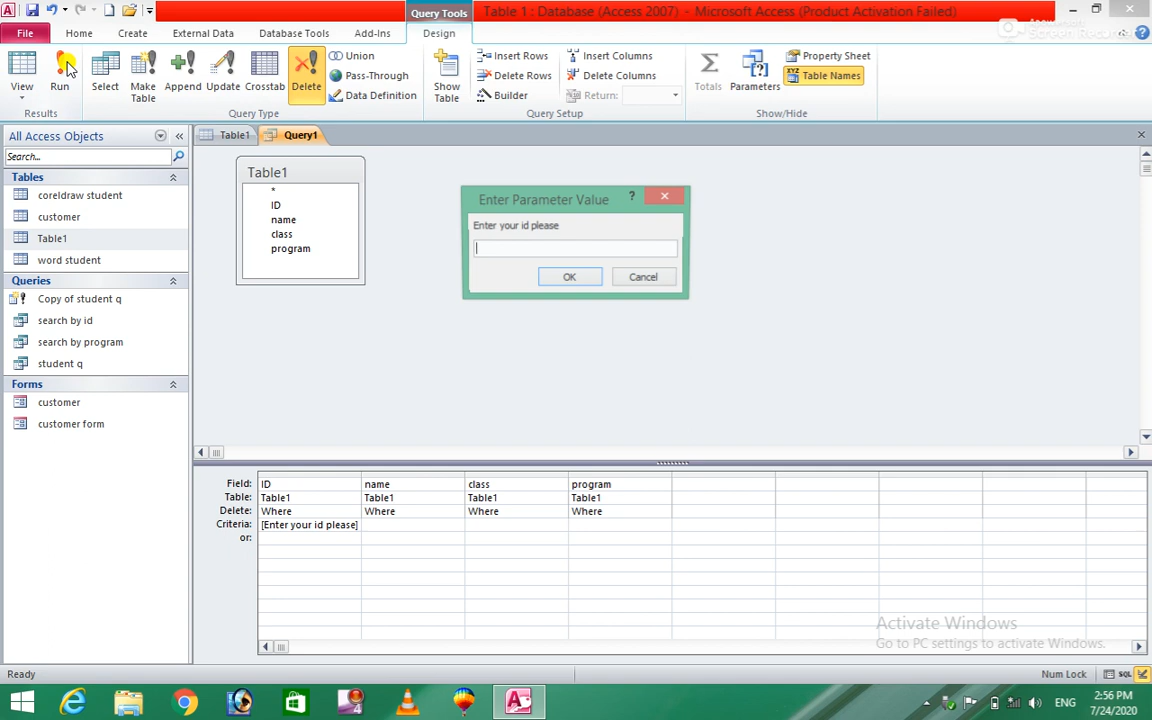 Query Tools
Table 1 : Database (Access 2007) - Microsoft Access (Product Activation Failed)
File
Home
Create
External Data
Database Tools
Add-Ins
Design
View
Run
Select
Make Table
Append
Update
Crosstab
Delete
Union
Pass-Through
Data Definition
Show Table
Insert Rows
Delete Rows
Builder
Insert Columns
Delete Columns
Return:
Totals
Parameters
Property Sheet
Table Names
Results
Query Type
Query Setup
Show/Hide
All Access Objects
Search...
Tables
coreldraw student
customer
Table1
word student
Queries
Copy of student q
search by id
search by program
student q
Forms
customer
customer form
Table1
Query1
Table1
*
ID
name
class
program
Enter Parameter Value
?
Enter your id please
OK
Cancel
Field: ID name class program
Table: Table1 Table1 Table1 Table1
Delete: Where Where Where Where
Criteria: [Enter your id please]
or:
Activate Windows
Go to PC settings to activate Windows.
Ready
Num Lock
SQL
ENG
2:56 PM
7/24/2020